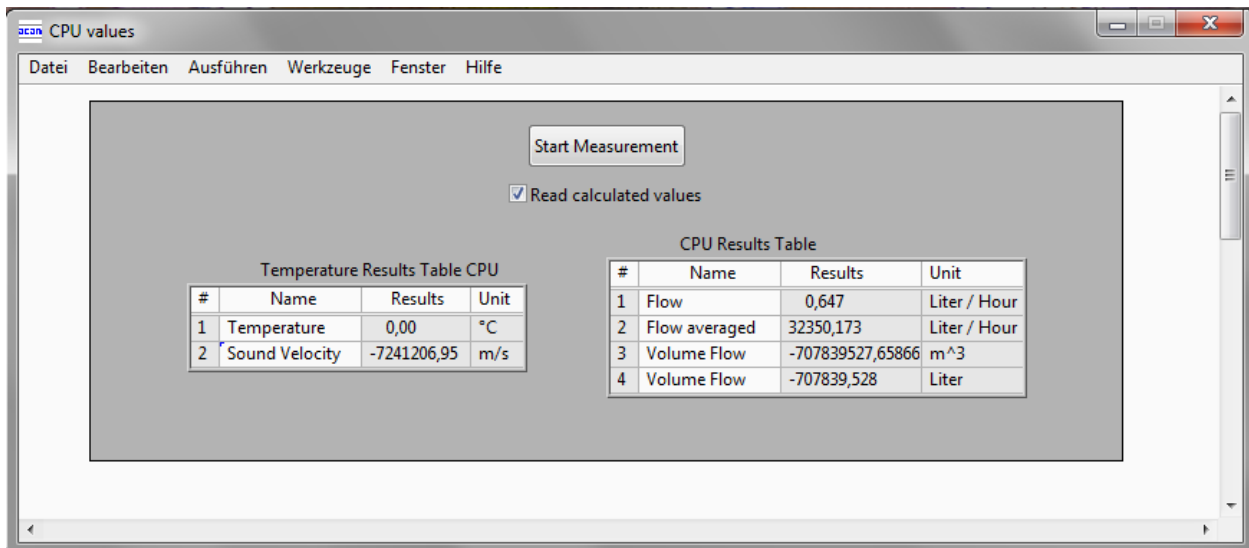 acan CPU values
Datei Bearbeiten Ausführen Werkzeuge Fenster Hilfe
Start Measurement
Read calculated values
Temperature Results Table CPU
# Name Results Unit
1 Temperature 0,00 °C
2 Sound Velocity -7241206,95 m/s
CPU Results Table
# Name Results Unit
1 Flow 0,647 Liter / Hour
2 Flow averaged 32350,173 Liter / Hour
3 Volume Flow -707839527,65866 m^3
4 Volume Flow -707839,528 Liter